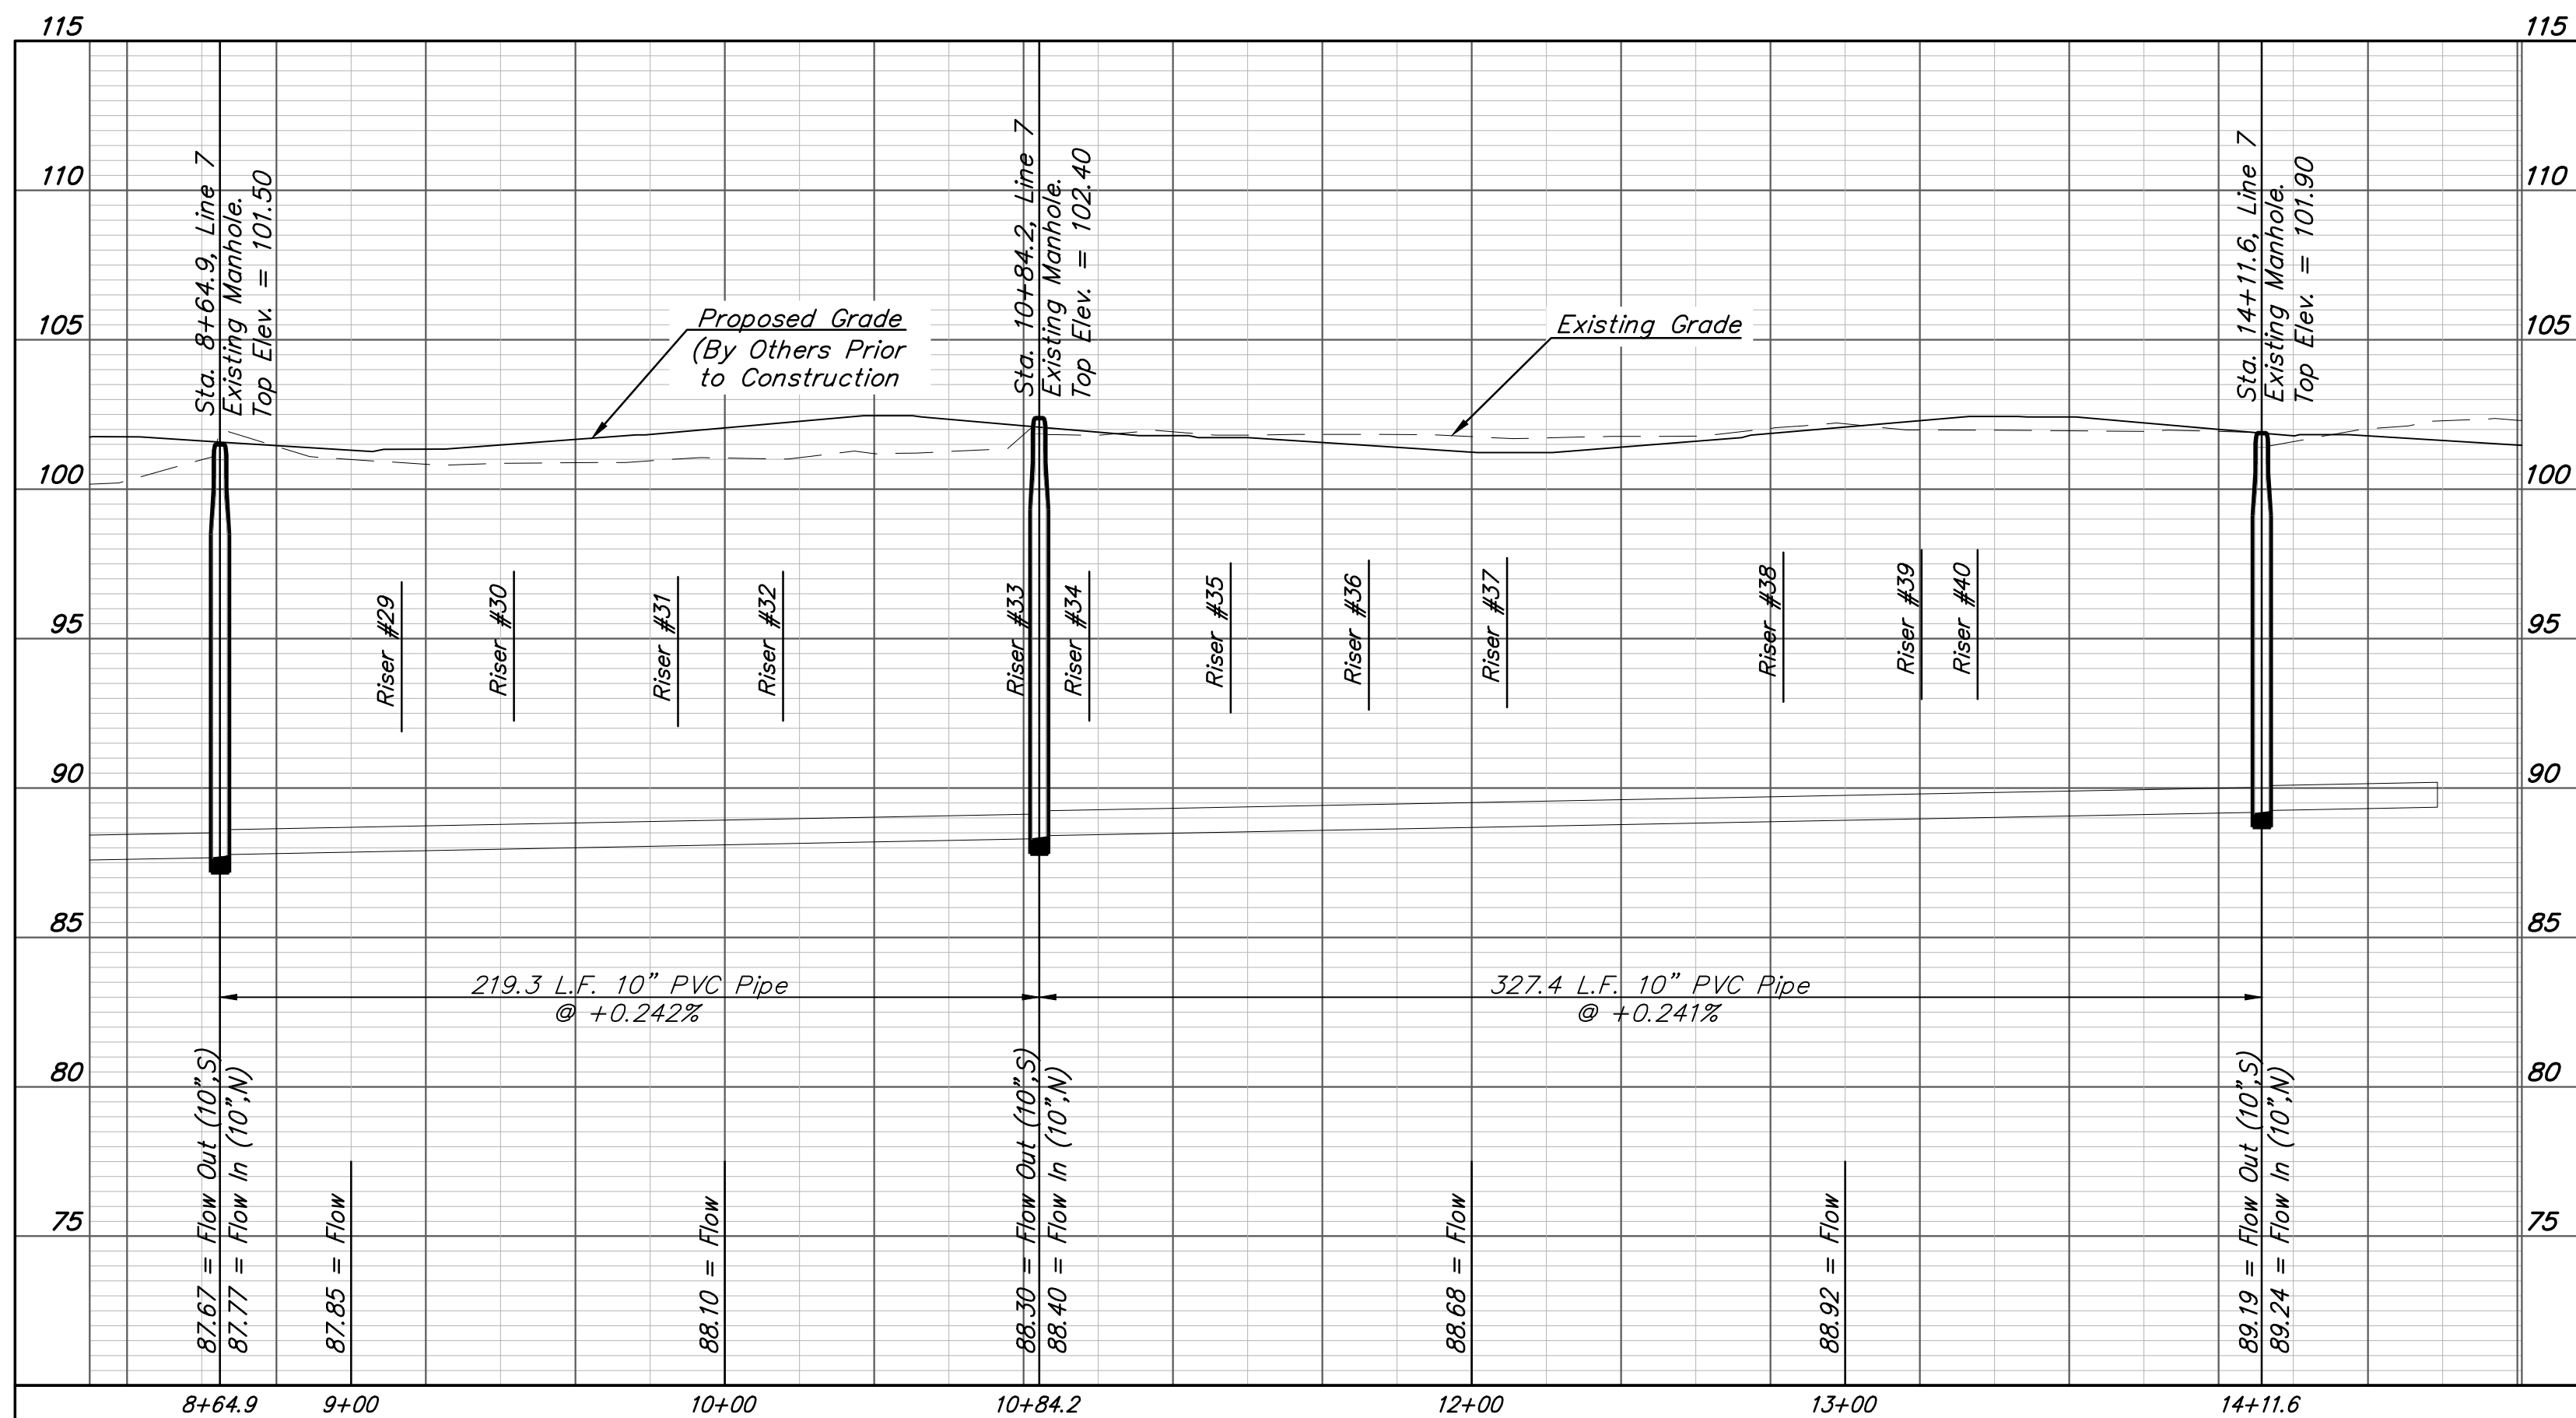 115
115
110
110
105
105
100
100
95
95
90
90
85
85
80
80
75
75
Sta. 8+64.9, Line 7
Existing Manhole.
Top Elev. = 101.50
Proposed Grade
(By Others Prior
to Construction
Sta. 10+84.2, Line 7
Existing Manhole.
Top Elev. = 102.40
Existing Grade
Sta. 14+11.6, Line 7
Existing Manhole.
Top Elev. = 101.90
Riser #29
Riser #30
Riser #31
Riser #32
Riser #33
Riser #34
Riser #35
Riser #36
Riser #37
Riser #38
Riser #39
Riser #40
219.3 L.F. 10" PVC Pipe
@ +0.242%
327.4 L.F. 10" PVC Pipe
@ +0.241%
87.67 = Flow Out (10",S)
87.77 = Flow In (10",N)
87.85 = Flow
88.10 = Flow
88.30 = Flow Out (10",S)
88.40 = Flow In (10",N)
88.68 = Flow
88.92 = Flow
89.19 = Flow Out (10",S)
89.24 = Flow In (10",N)
8+64.9
9+00
10+00
10+84.2
12+00
13+00
14+11.6